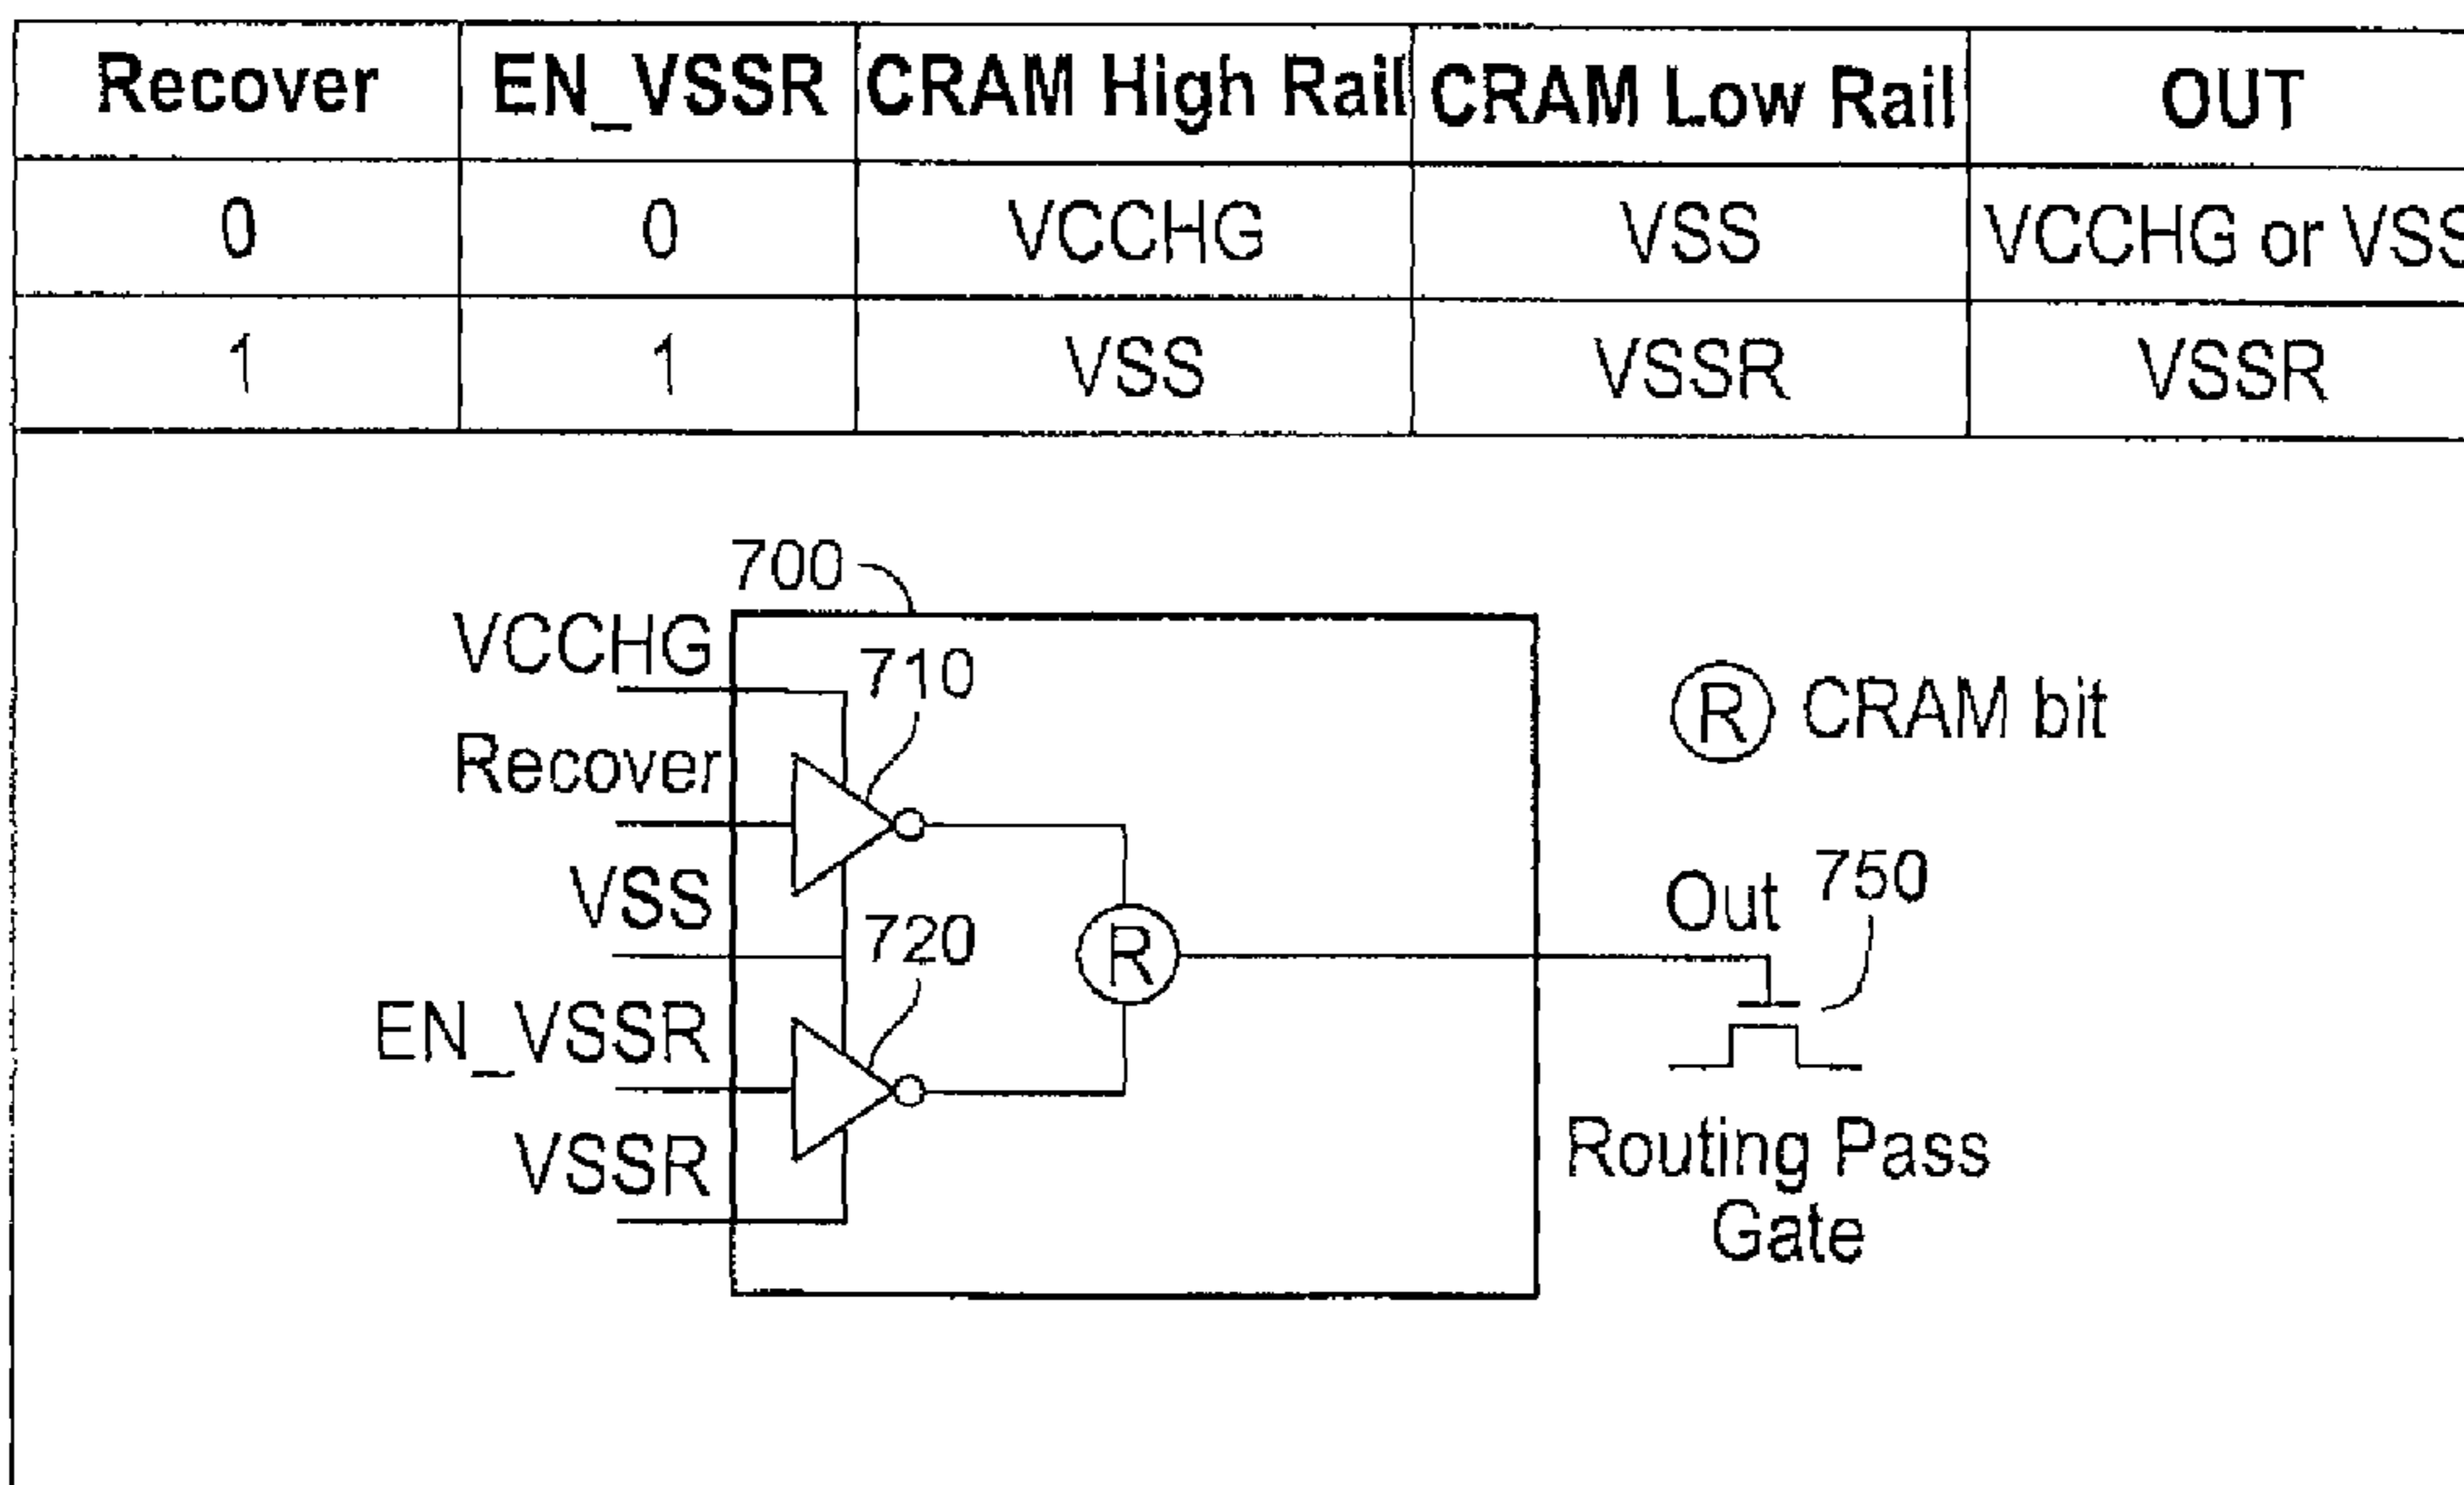 Recover EN_VSSR CRAM High Rail CRAM Low Rail OUT
0 0 VCCHG VSS VCCHG or VSS
1 1 VSS VSSR VSSR
700
VCCHG
710
Recover
R CRAM bit
VSS
720
R
Out 750
EN_VSSR
VSSR
Routing Pass
Gate